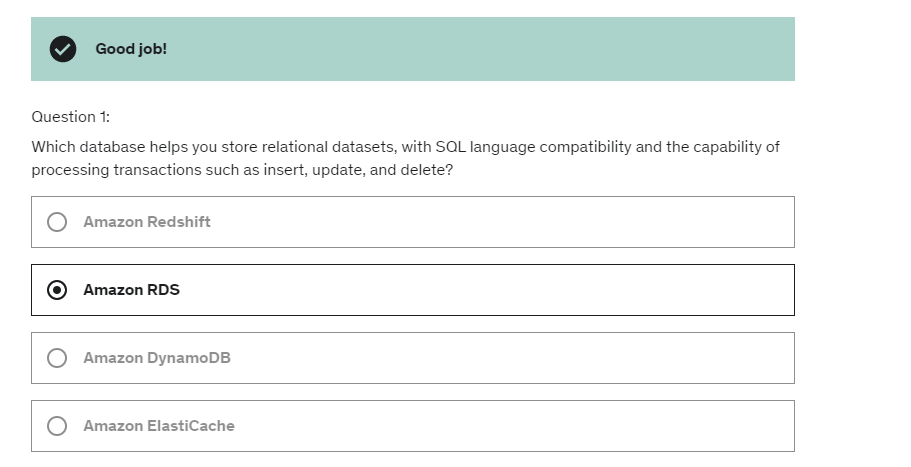 Good job!
Question 1:
Which database helps you store relational datasets, with SQL language compatibility and the capability of
processing transactions such as insert, update, and delete?
Amazon Redshift
Amazon RDS
Amazon DynamoDB
Amazon ElastiCache